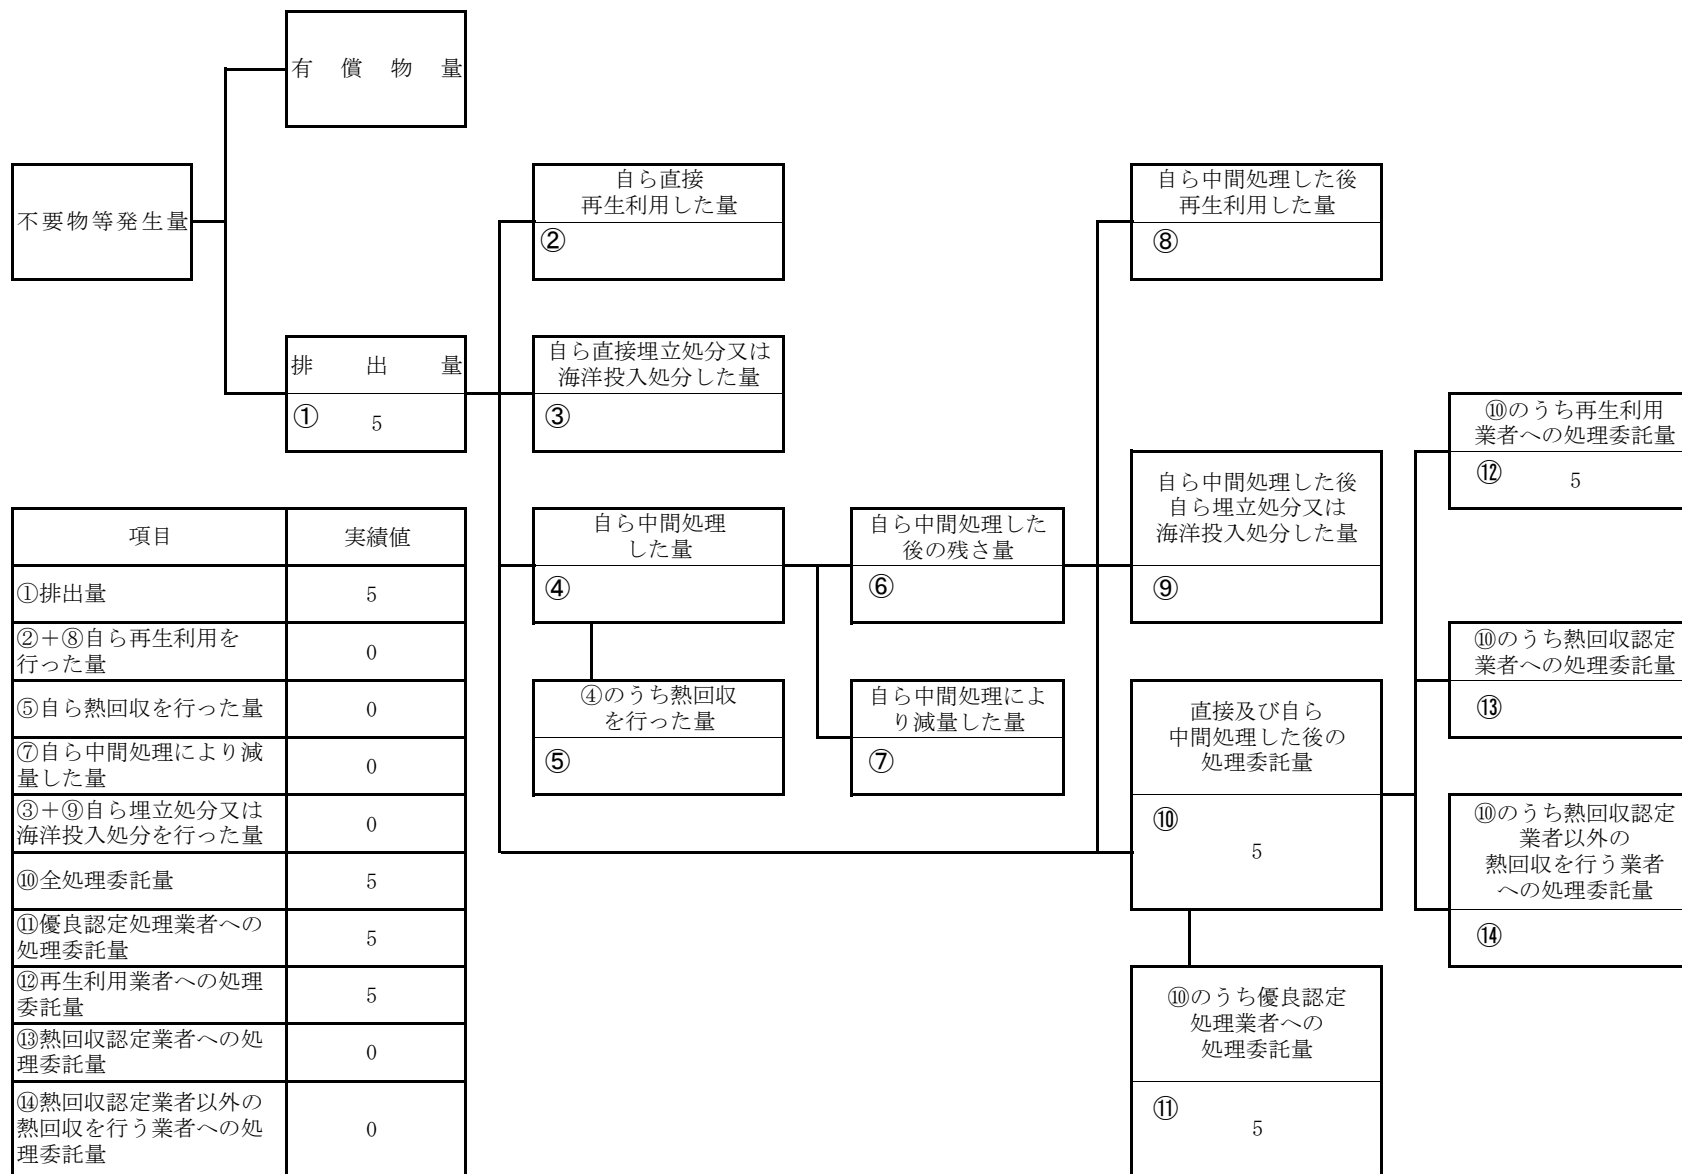 有償物量
不要物等発生量
自ら直接
再生利用した量
②
自ら中間処理した後
再生利用した量
⑧
排出量
① 5
自ら直接埋立処分又は
海洋投入処分した量
③
⑩のうち再生利用
業者への処理委託量
⑫ 5
自ら中間処理した後
自ら埋立処分又は
海洋投入処分した量
⑨
自ら中間処理
した量
④
自ら中間処理した
後の残さ量
⑥
⑩のうち熱回収認定
業者への処理委託量
⑬
④のうち熱回収
を行った量
⑤
自ら中間処理によ
り減量した量
⑦
直接及び自ら
中間処理した後の
処理委託量
⑩
5
⑩のうち熱回収認定
業者以外の
熱回収を行う業者
への処理委託量
⑭
⑩のうち優良認定
処理業者への
処理委託量
⑪
5
項目 実績値
①排出量 5
②＋⑧自ら再生利用を
行った量 0
⑤自ら熱回収を行った量 0
⑦自ら中間処理により減
量した量 0
③＋⑨自ら埋立処分又は
海洋投入処分を行った量 0
⑩全処理委託量 5
⑪優良認定処理業者への
処理委託量 5
⑫再生利用業者への処理
委託量 5
⑬熱回収認定業者への処
理委託量 0
⑭熱回収認定業者以外の
熱回収を行う業者への処 0
理委託量